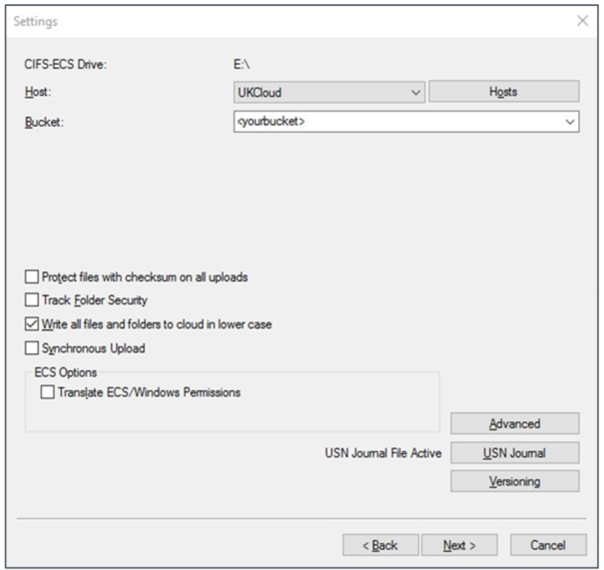 Settings
CIFS-ECS Drive: E:\
Host: UKCloud Hosts
Bucket: <yourbucket>
Protect files with checksum on all uploads
Track Folder Security
Write all files and folders to cloud in lower case
Synchronous Upload
ECS Options
Translate ECS/Windows Permissions
Advanced
USN Journal File Active USN Journal
Versioning
< Back Next > Cancel